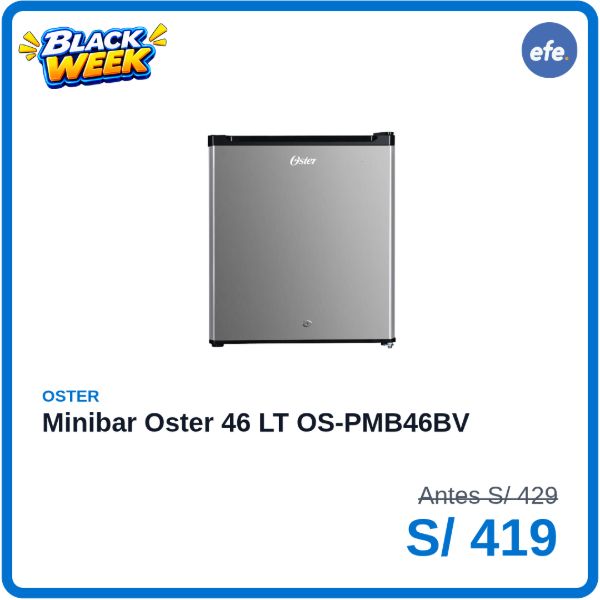 BLACK
WEEK
efe.
Oster
OSTER
Minibar Oster 46 LT OS-PMB46BV
Antes S/ 429
S/ 419